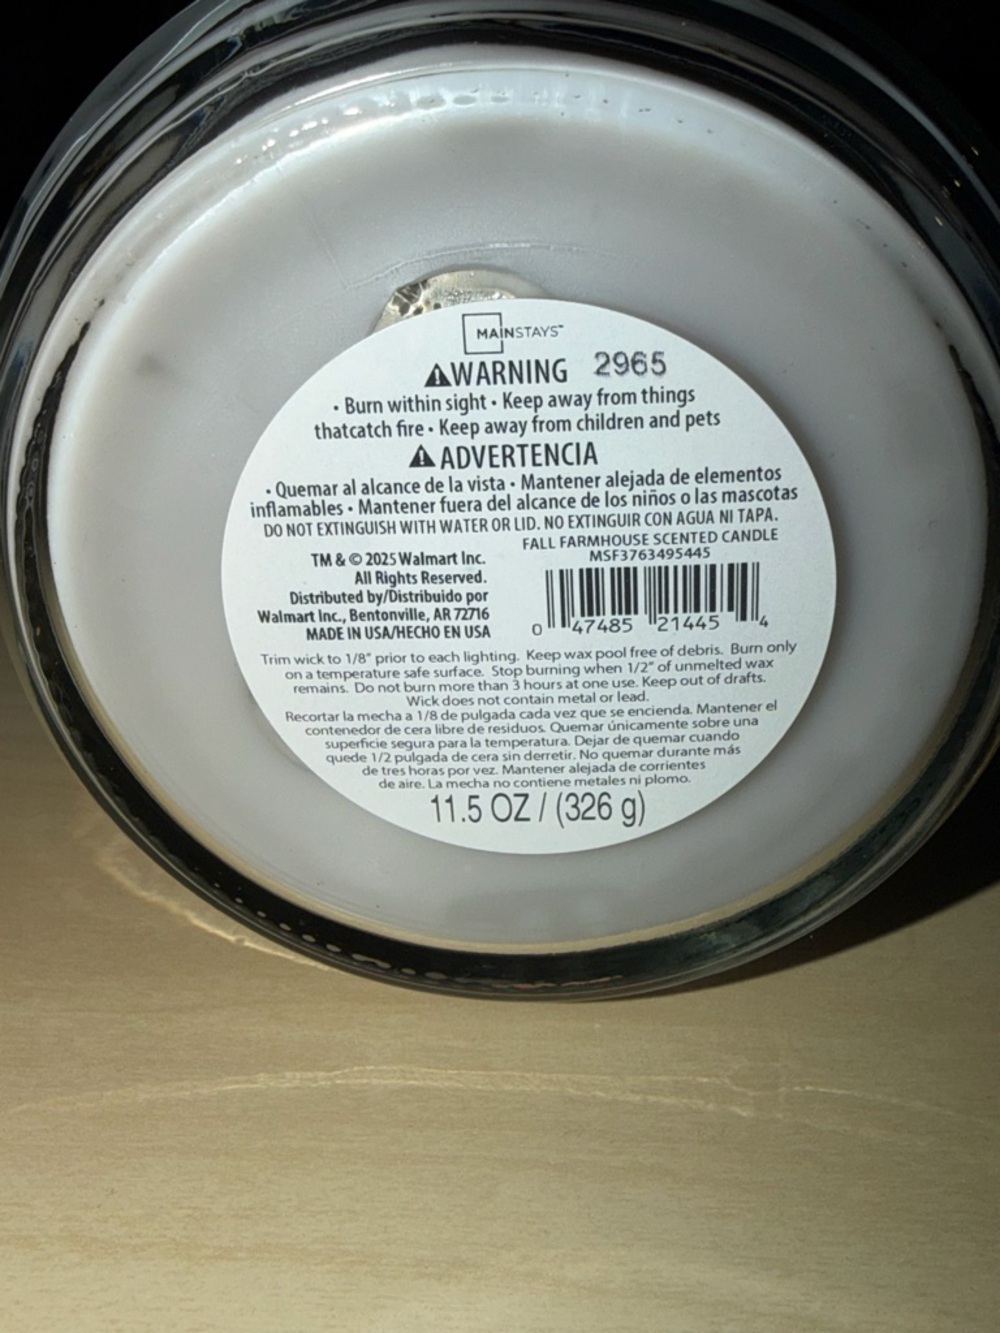 MAINSTAYS™
⚠WARNING 2965
• Burn within sight • Keep away from things
thatcatch fire • Keep away from children and pets
⚠ADVERTENCIA
• Quemar al alcance de la vista • Mantener alejada de elementos
inflamables • Mantener fuera del alcance de los niños o las mascotas
DO NOT EXTINGUISH WITH WATER OR LID. NO EXTINGUIR CON AGUA NI TAPA.
FALL FARMHOUSE SCENTED CANDLE
MSF3763495445
TM & © 2025 Walmart Inc.
All Rights Reserved.
Distributed by/Distribuido por
Walmart Inc., Bentonville, AR 72716
MADE IN USA/HECHO EN USA
0 47485 21445 4
Trim wick to 1/8" prior to each lighting. Keep wax pool free of debris. Burn only
on a temperature safe surface. Stop burning when 1/2" of unmelted wax
remains. Do not burn more than 3 hours at one use. Keep out of drafts.
Wick does not contain metal or lead.
Recortar la mecha a 1/8 de pulgada cada vez que se encienda. Mantener el
contenedor de cera libre de residuos. Quemar únicamente sobre una
superficie segura para la temperatura. Dejar de quemar cuando
quede 1/2 pulgada de cera sin derretir. No quemar durante más
de tres horas por vez. Mantener alejada de corrientes
de aire. La mecha no contiene metales ni plomo.
11.5 OZ / (326 g)